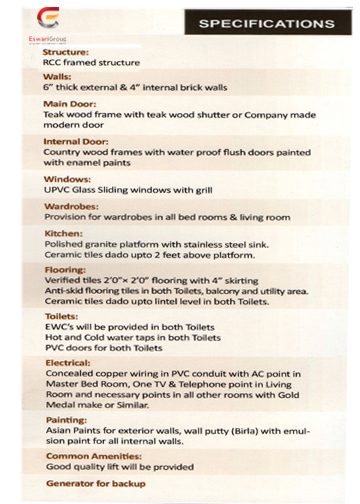 EswariGroup
SPECIFICATIONS
Structure:
RCC framed structure
Walls:
6” thick external & 4” internal brick walls
Main Door:
Teak wood frame with teak wood shutter or Company made
modern door
Internal Door:
Country wood frames with water proof flush doors painted
with enamel paints
Windows:
UPVC Glass Sliding windows with grill
Wardrobes:
Provision for wardrobes in all bed rooms & living room
Kitchen:
Polished granite platform with stainless steel sink.
Ceramic tiles dado upto 2 feet above platform.
Flooring:
Verified tiles 2’0”× 2’0” flooring with 4” skirting
Anti-skid flooring tiles in both Toilets, balcony and utility area.
Ceramic tiles dado upto lintel level in both Toilets.
Toilets:
EWC’s will be provided in both Toilets
Hot and Cold water taps in both Toilets
PVC doors for both Toilets
Electrical:
Concealed copper wiring in PVC conduit with AC point in
Master Bed Room, One TV & Telephone point in Living
Room and necessary points in all other rooms with Gold
Medal make or Similar.
Painting:
Asian Paints for exterior walls, wall putty (Birla) with emul-
sion paint for all internal walls.
Common Amenities:
Good quality lift will be provided
Generator for backup